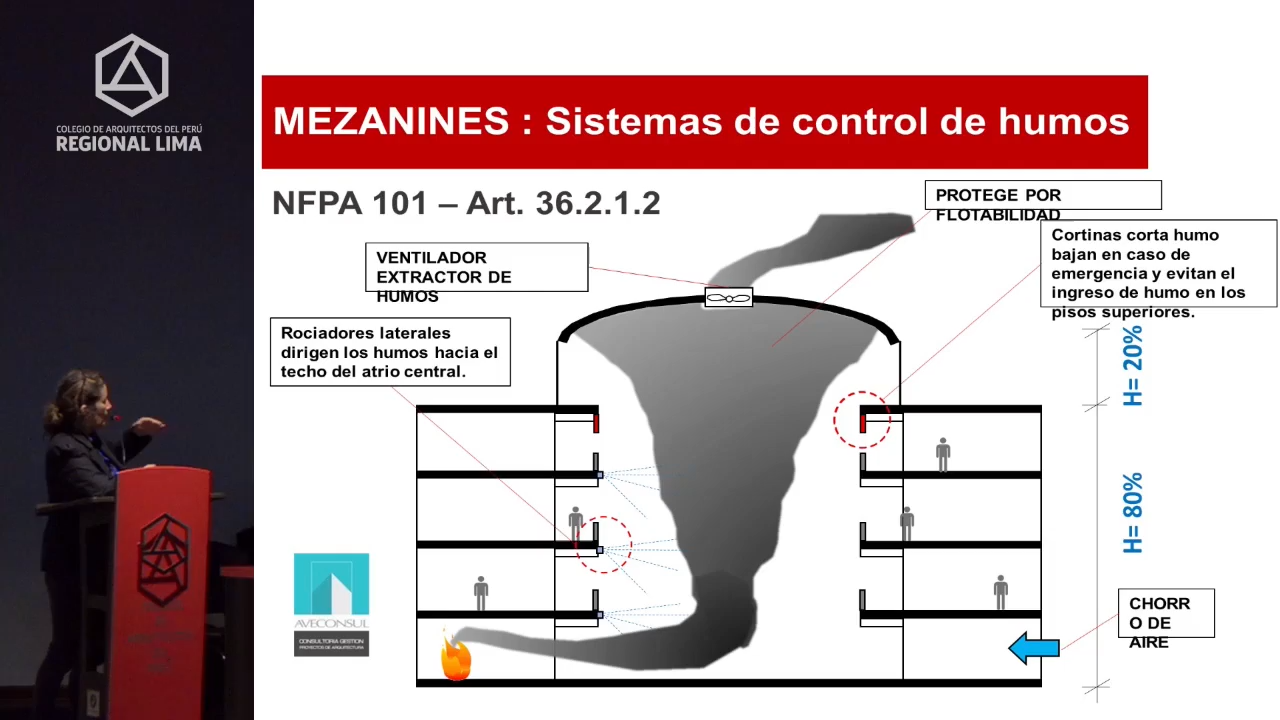 COLEGIO DE ARQUITECTOS DEL PERÚ
REGIONAL LIMA
MEZANINES : Sistemas de control de humos
NFPA 101 – Art. 36.2.1.2
PROTEGE POR
FLOTABILIDAD
Cortinas corta humo
bajan en caso de
emergencia y evitan el
ingreso de humo en los
pisos superiores.
VENTILADOR
EXTRACTOR DE
HUMOS
Rociadores laterales
dirigen los humos hacia el
techo del atrio central.
H= 20%
H= 80%
CHORR
O DE
AIRE
AVECONSUL
CONSULTORIA GESTION
PROYECTOS DE ARQUITECTURA